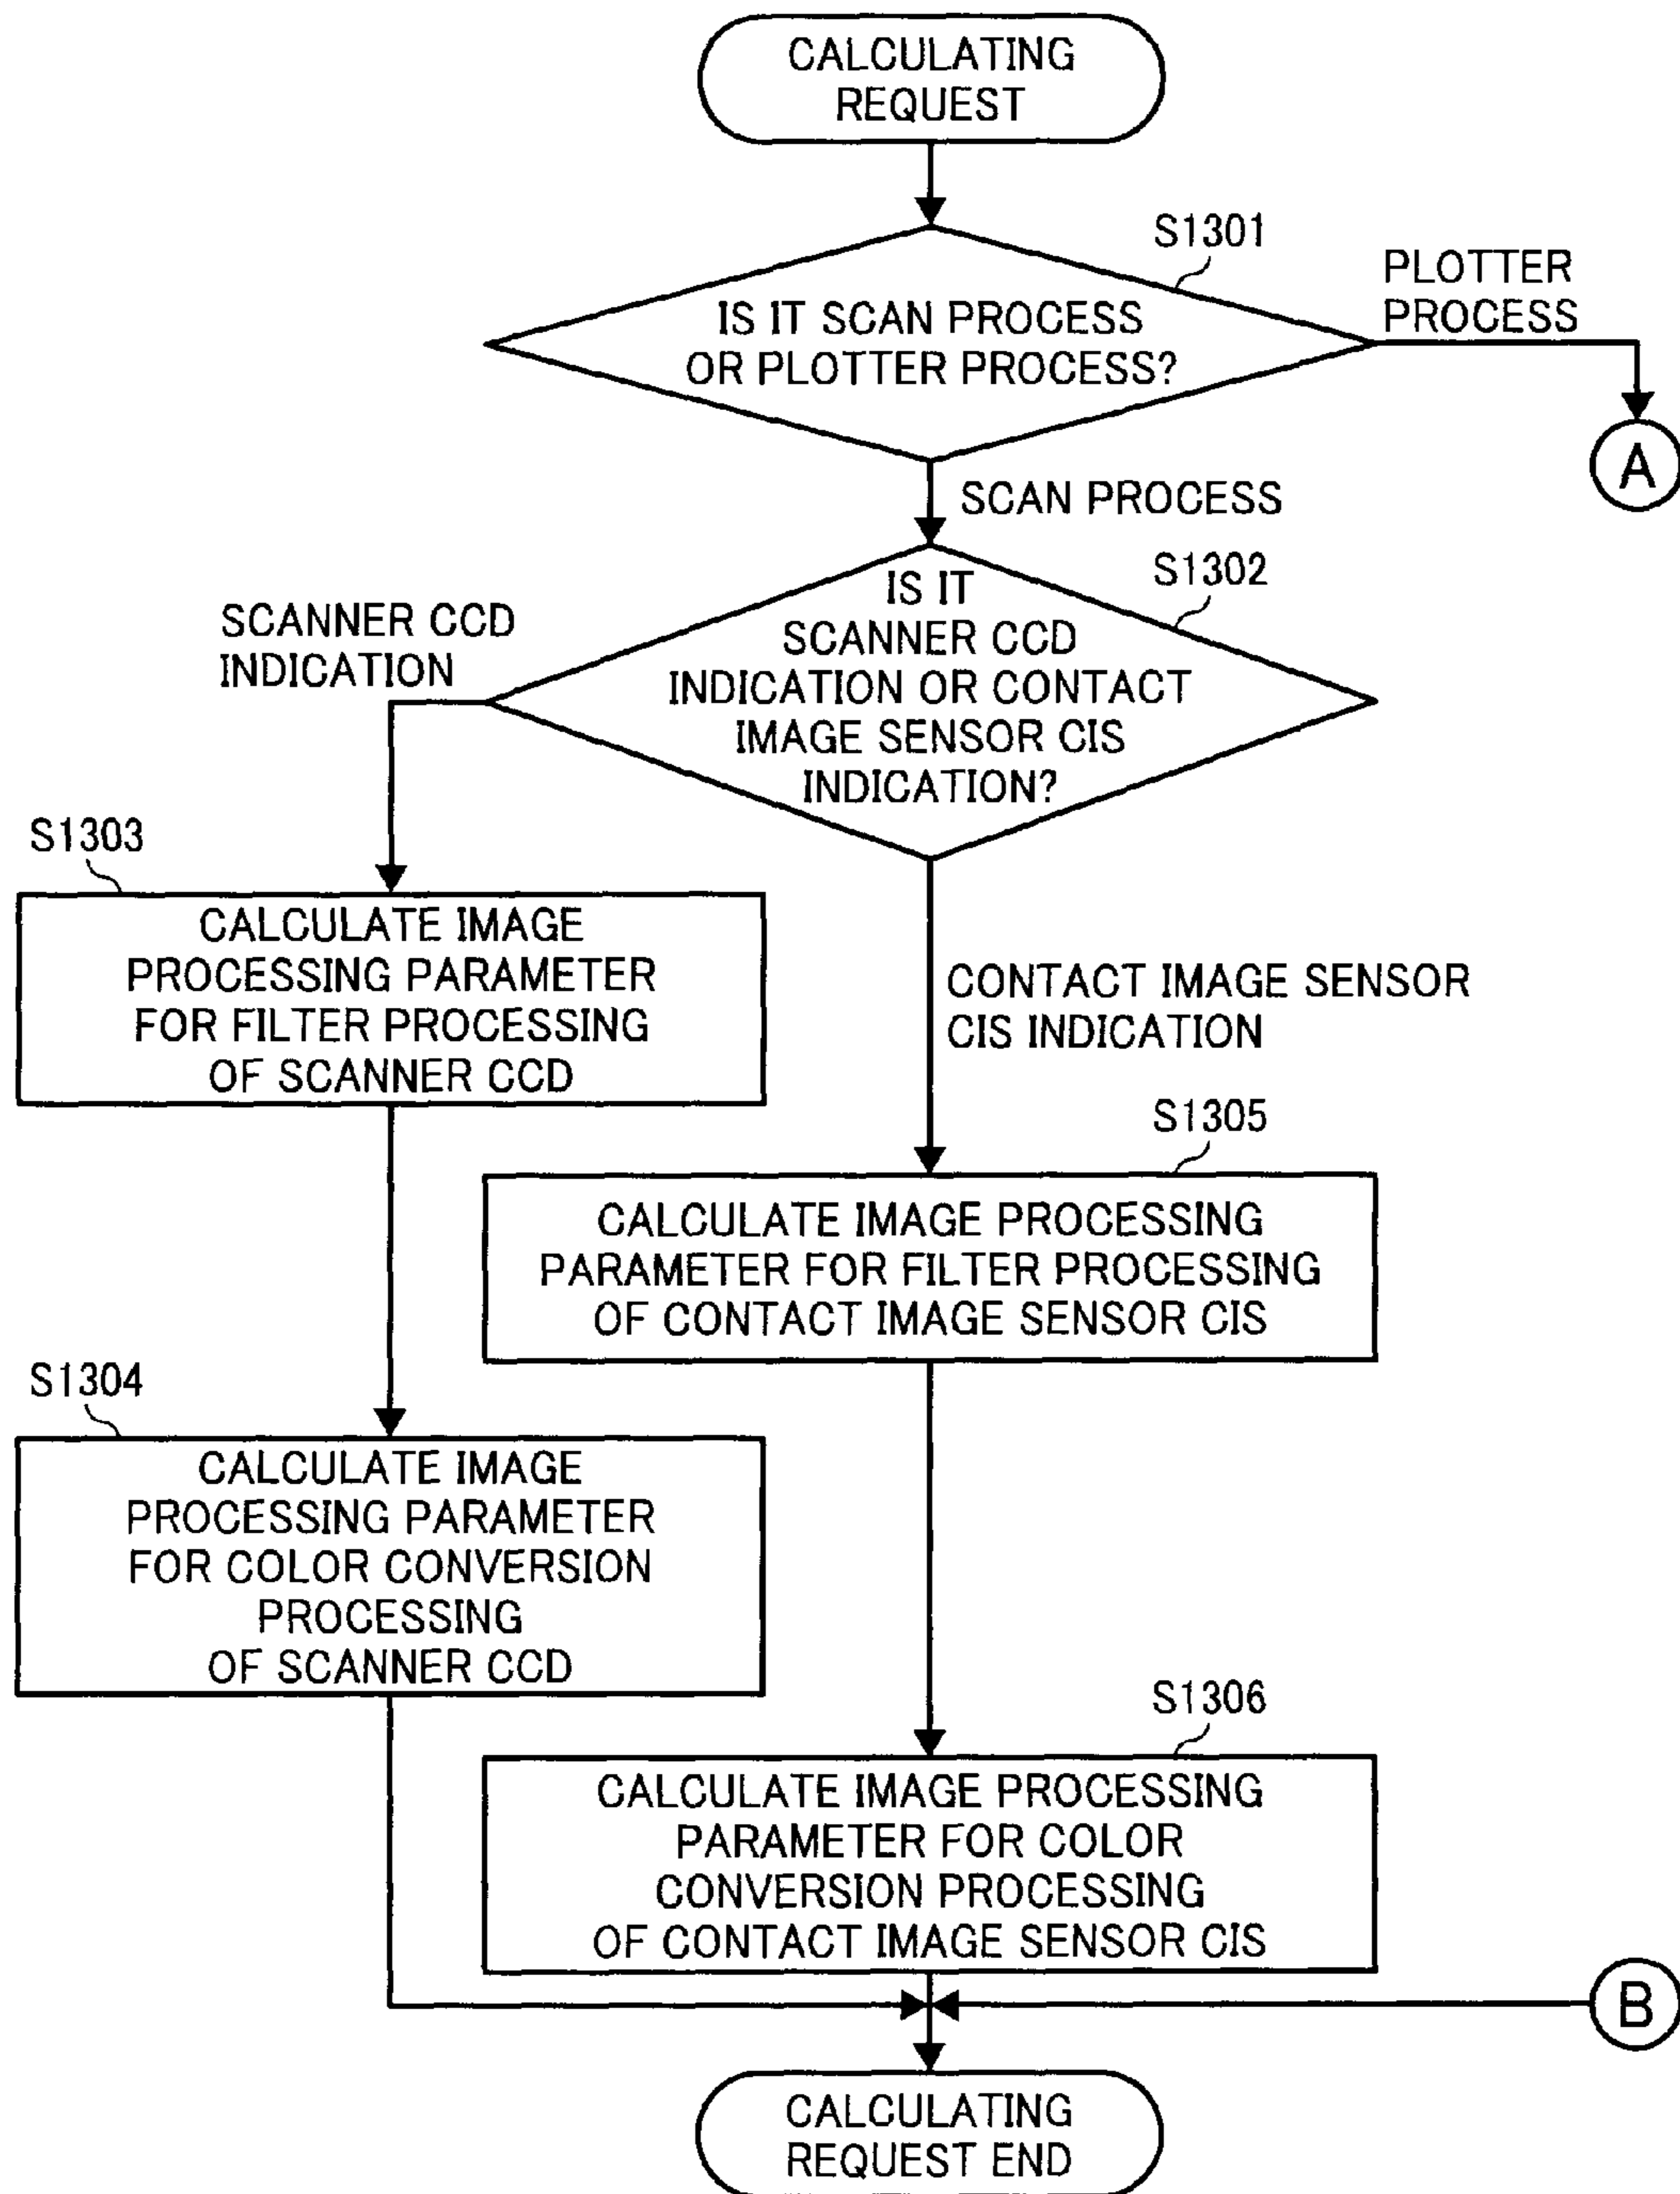 CALCULATING
REQUEST
S1301
IS IT SCAN PROCESS
OR PLOTTER PROCESS?
PLOTTER
PROCESS
A
SCAN PROCESS
S1302
IS IT
SCANNER CCD
INDICATION OR CONTACT
IMAGE SENSOR CIS
INDICATION?
SCANNER CCD
INDICATION
S1303
CALCULATE IMAGE
PROCESSING PARAMETER
FOR FILTER PROCESSING
OF SCANNER CCD
CONTACT IMAGE SENSOR
CIS INDICATION
S1305
CALCULATE IMAGE PROCESSING
PARAMETER FOR FILTER PROCESSING
OF CONTACT IMAGE SENSOR CIS
S1304
CALCULATE IMAGE
PROCESSING PARAMETER
FOR COLOR CONVERSION
PROCESSING
OF SCANNER CCD
S1306
CALCULATE IMAGE PROCESSING
PARAMETER FOR COLOR
CONVERSION PROCESSING
OF CONTACT IMAGE SENSOR CIS
B
CALCULATING
REQUEST END